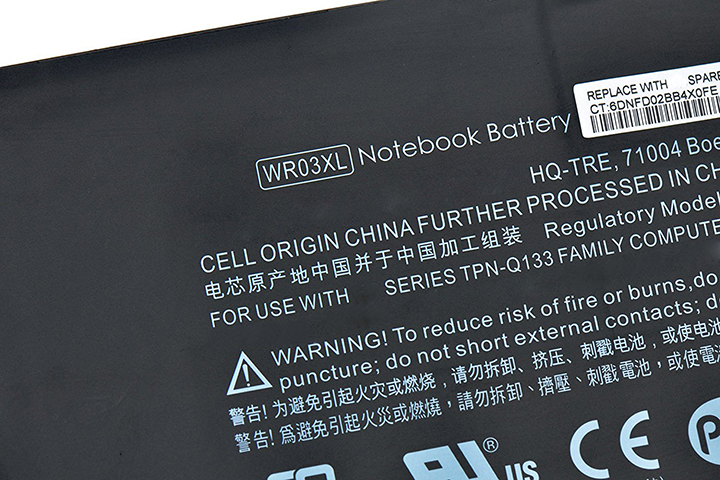 REPLACE WITH SPARE
CT:6DNFD02BB4X0FE
WR03XL Notebook Battery
HQ-TRE, 71004 Boe
CELL ORIGIN CHINA FURTHER PROCESSED IN CH
电芯原产地中国并于中国加工组装 Regulatory Model
FOR USE WITH SERIES TPN-Q133 FAMILY COMPUTE
WARNING! To reduce risk of fire or burns,do
puncture; do not short external contacts; d
警告! 为避免引起火灾或燃烧，请勿拆卸、挤压、刺戳电池，或使电池
警告! 爲避免引起火災或燃燒，請勿拆卸、擠壓、刺戳電池，或使電
US
CE